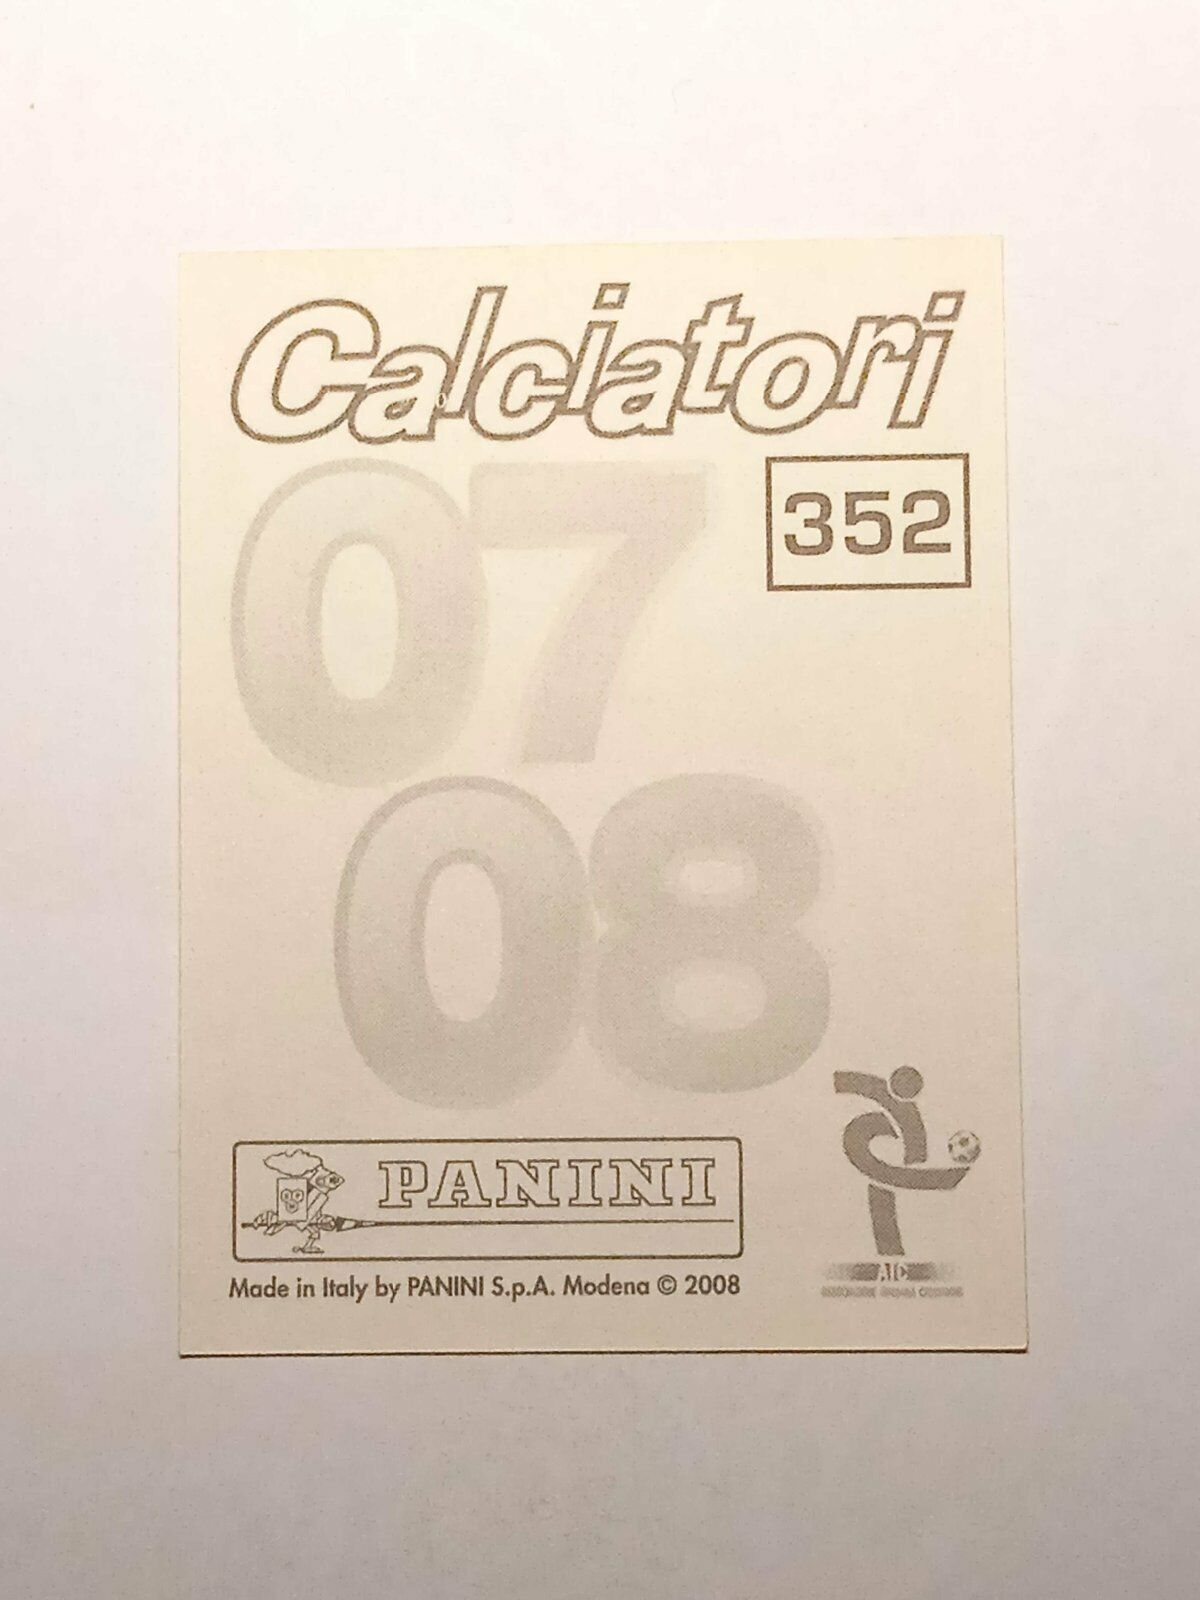 Calciatori
07
352
08
PANINI
Made in Italy by PANINI S.p.A. Modena © 2008
AIC